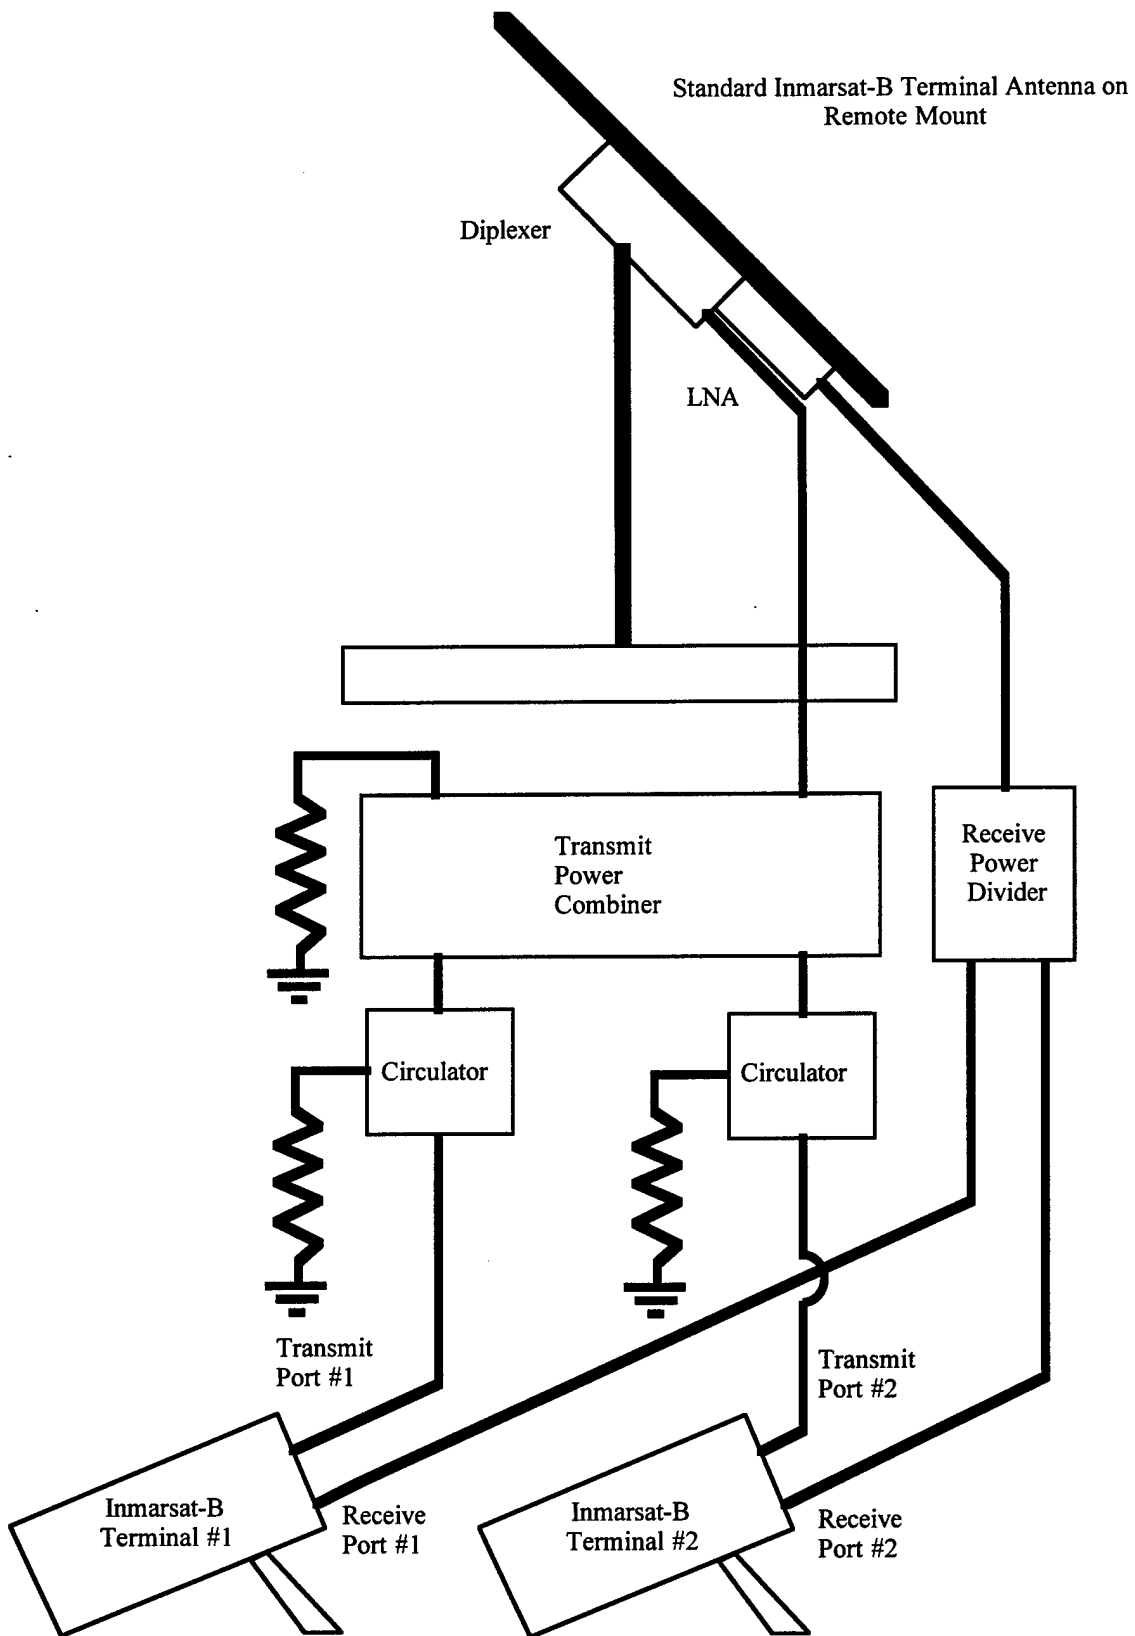 Standard Inmarsat-B Terminal Antenna on
Remote Mount
Diplexer
LNA
Transmit
Power
Combiner
Receive
Power
Divider
Circulator
Circulator
Transmit
Port #1
Transmit
Port #2
Inmarsat-B
Terminal #1
Receive
Port #1
Inmarsat-B
Terminal #2
Receive
Port #2